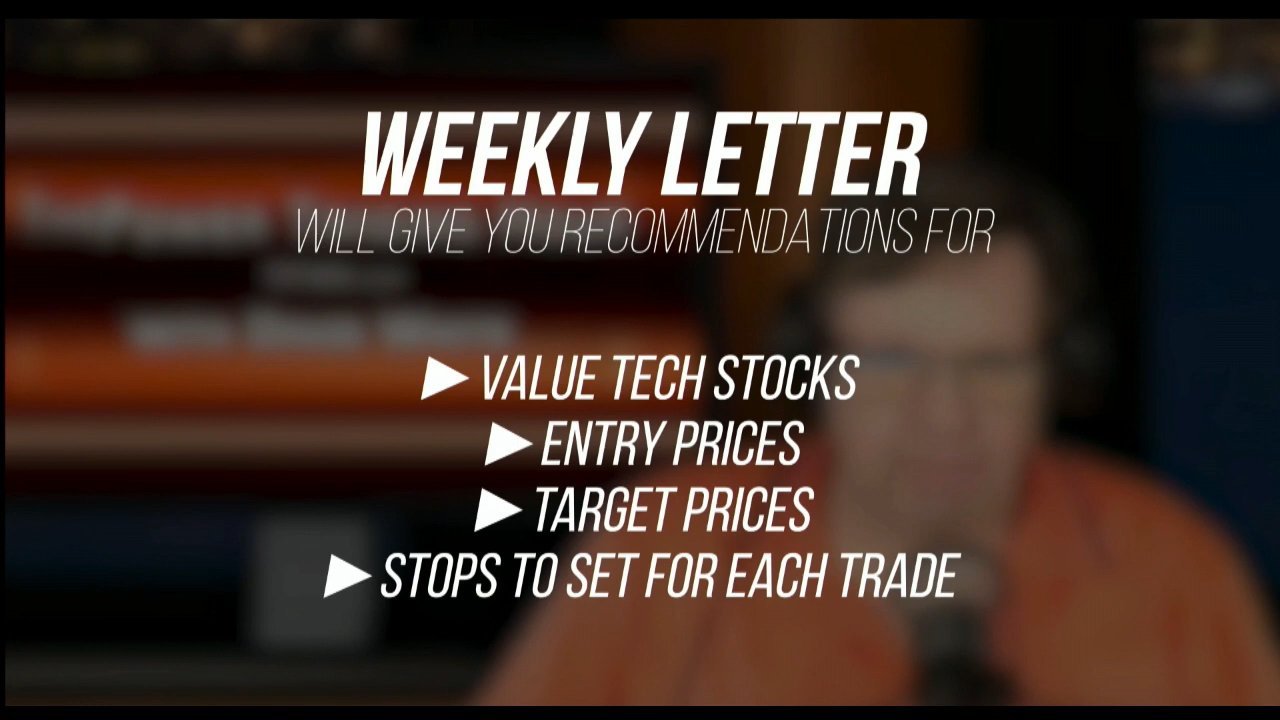 WEEKLY LETTER
WILL GIVE YOU RECOMMENDATIONS FOR
▶ VALUE TECH STOCKS
▶ ENTRY PRICES
▶ TARGET PRICES
▶ STOPS TO SET FOR EACH TRADE